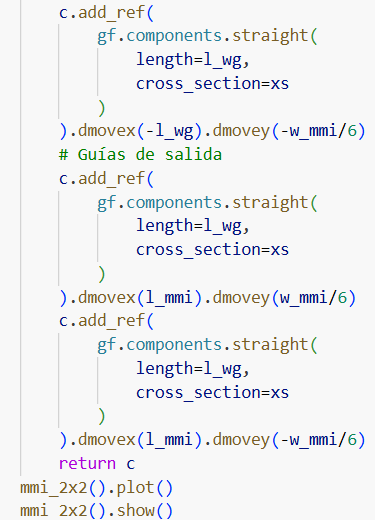 c.add_ref(
gf.components.straight(
length=l_wg,
cross_section=xs
)
).dmovex(-l_wg).dmovey(-w_mmi/6)
# Guías de salida
c.add_ref(
gf.components.straight(
length=l_wg,
cross_section=xs
)
).dmovex(l_mmi).dmovey(w_mmi/6)
c.add_ref(
gf.components.straight(
length=l_wg,
cross_section=xs
)
).dmovex(l_mmi).dmovey(-w_mmi/6)
return c
mmi_2x2().plot()
mmi_2x2().show()